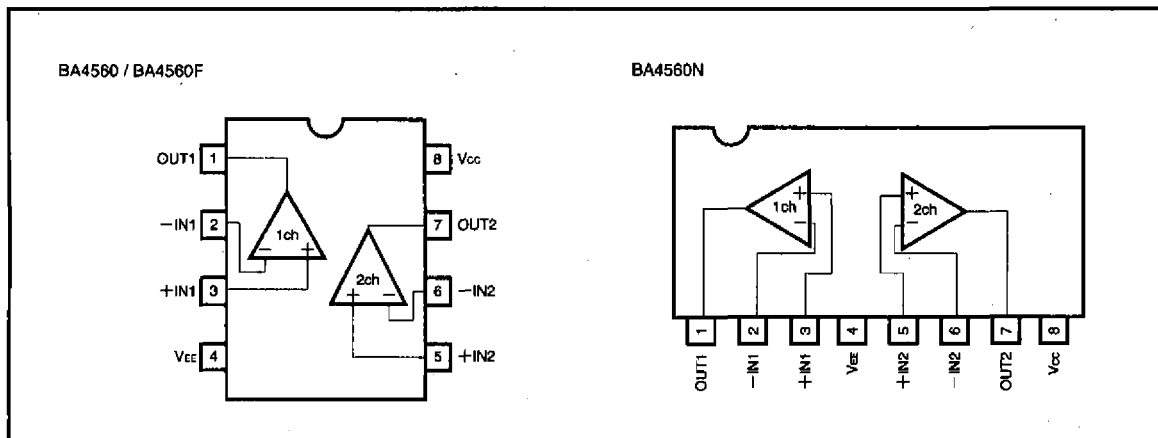 BA4560 / BA4560F
OUT1 1
8 Vcc
−IN1 2
7 OUT2
1ch
− +
+IN1 3
6 −IN2
2ch
+ −
VEE 4
5 +IN2
BA4560N
+
1ch
−
+
2ch
−
1 2 3 4 5 6 7 8
OUT1 −IN1 +IN1 VEE +IN2 −IN2 OUT2 Vcc